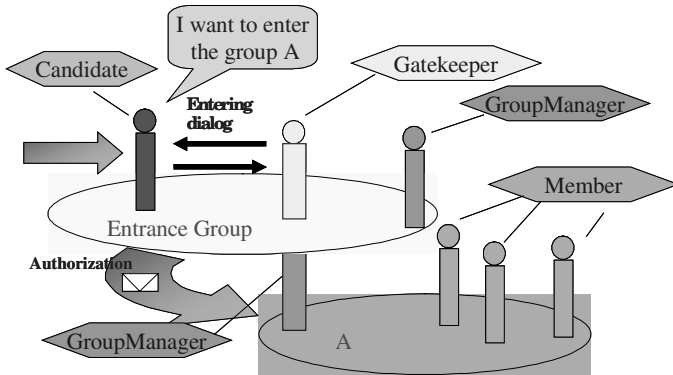 I want to enter
the group A
Candidate
Gatekeeper
Entering
dialog
GroupManager
Member
Entrance Group
Authorization
GroupManager
A